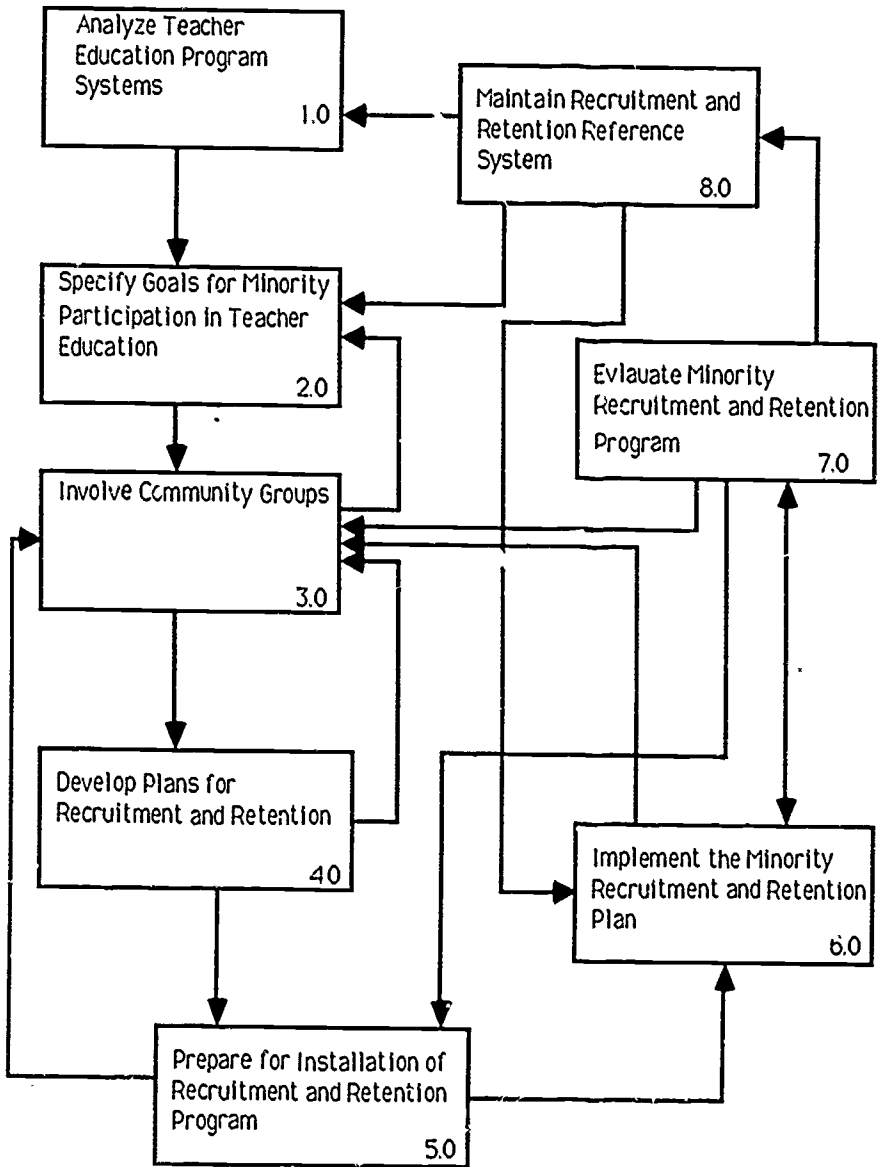 Analyze Teacher
Education Program
Systems
1.0
Maintain Recruitment and
Retention Reference
System
8.0
Specify Goals for Minority
Participation in Teacher
Education
2.0
Evlauate Minority
Recruitment and Retention
Program
7.0
Involve Community Groups
3.0
Develop Plans for
Recruitment and Retention
40
Implement the Minority
Recruitment and Retention
Plan
6.0
Prepare for Installation of
Recruitment and Retention
Program
5.0